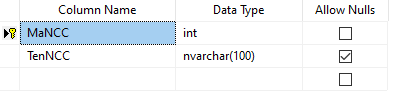 Column Name Data Type Allow Nulls
MaNCC int
TenNCC nvarchar(100)